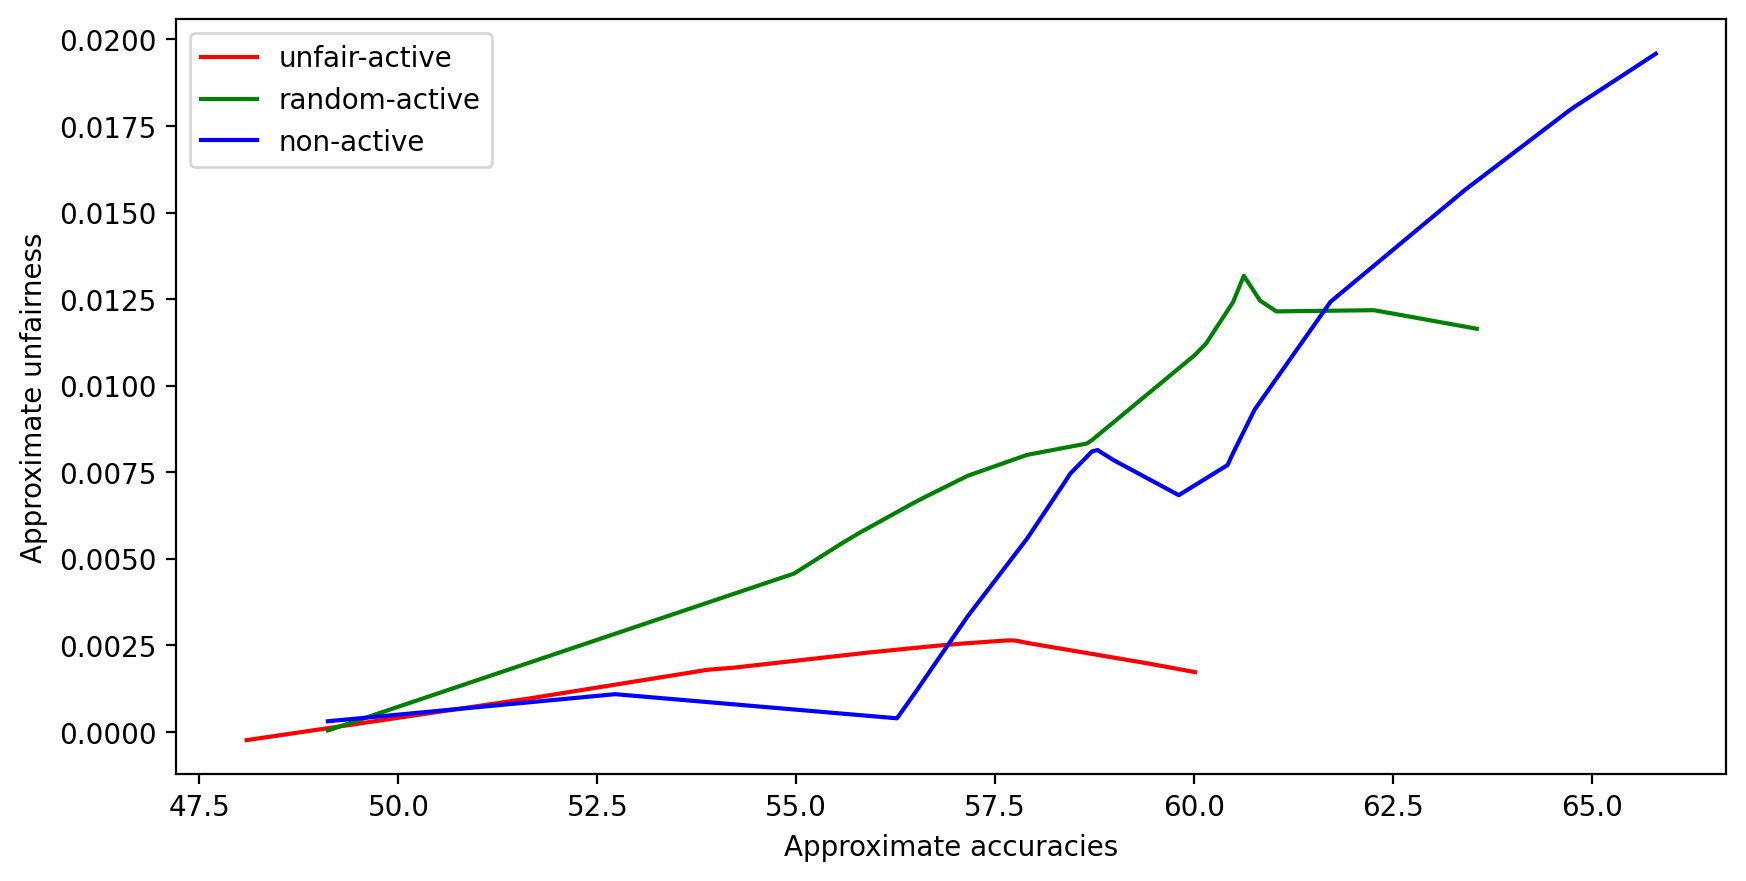 unfair-active
random-active
non-active
0.0200
0.0175
0.0150
0.0125
0.0100
0.0075
0.0050
0.0025
0.0000
Approximate unfairness
47.5 50.0 52.5 55.0 57.5 60.0 62.5 65.0
Approximate accuracies